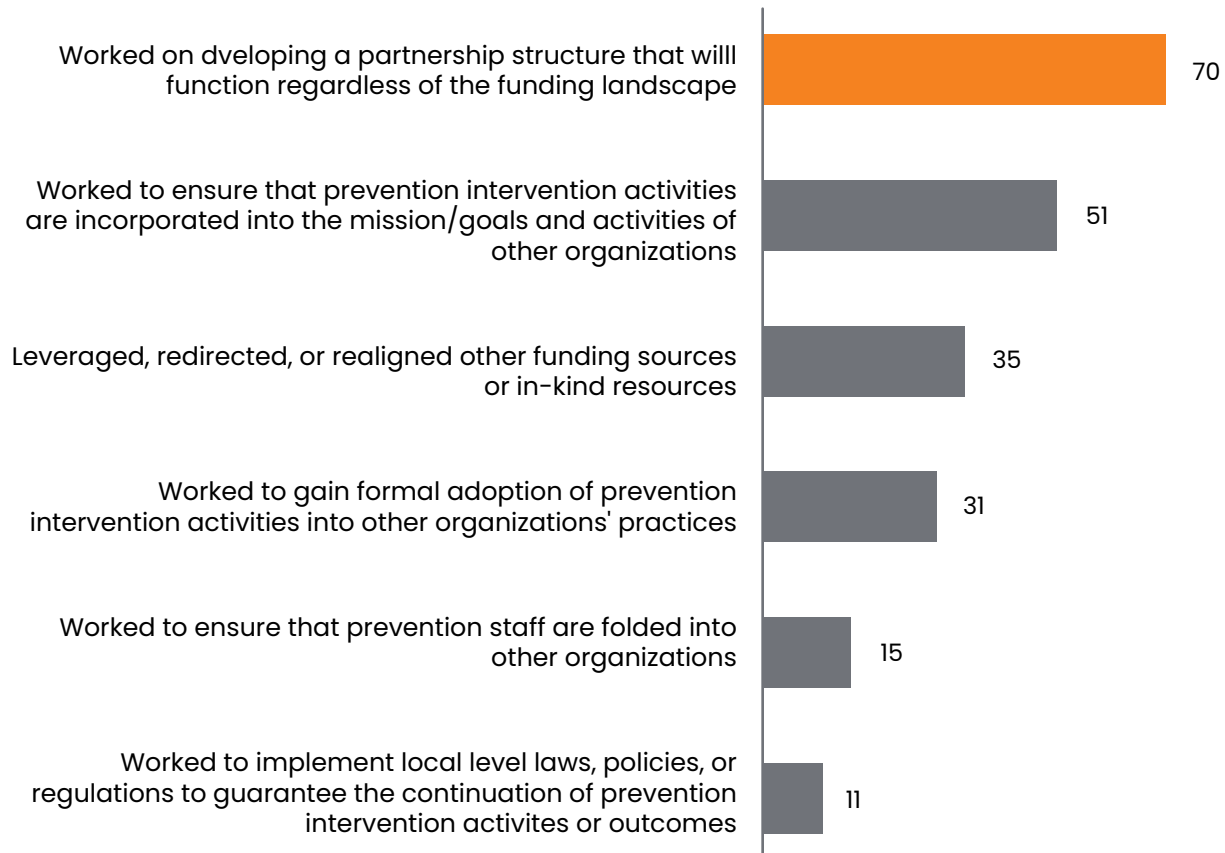 Worked on dveloping a partnership structure that willl
function regardless of the funding landscape
70
Worked to ensure that prevention intervention activities
are incorporated into the mission/goals and activities of
other organizations
51
Leveraged, redirected, or realigned other funding sources
or in-kind resources
35
Worked to gain formal adoption of prevention
intervention activities into other organizations' practices
31
Worked to ensure that prevention staff are folded into
other organizations
15
Worked to implement local level laws, policies, or
regulations to guarantee the continuation of prevention
intervention activites or outcomes
11